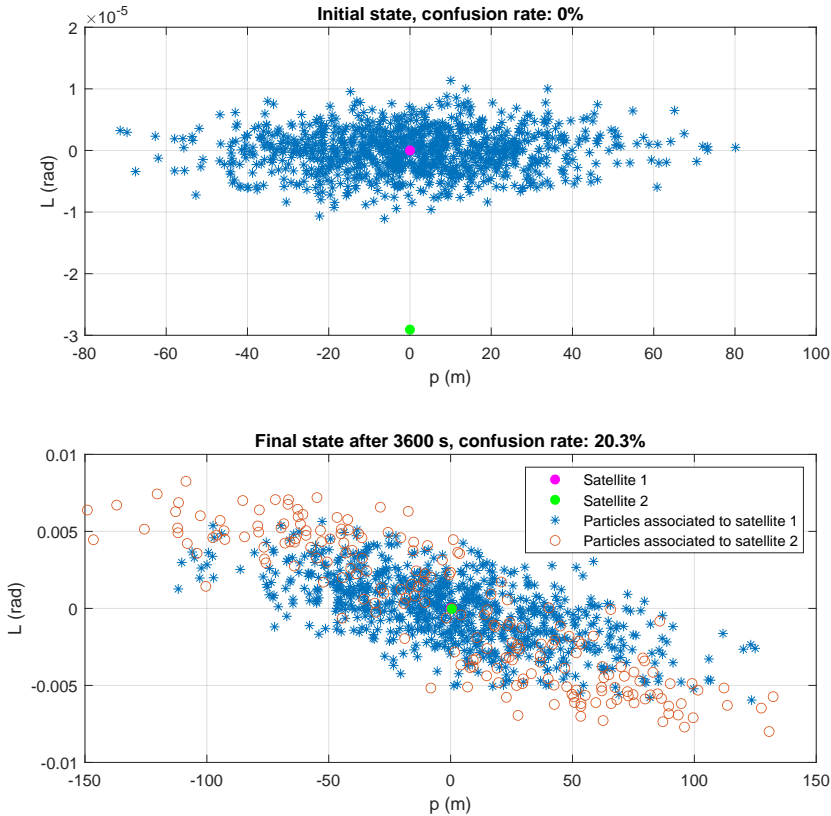 Initial state, confusion rate: 0%
×10⁻⁵
2
1
0
-1
-2
-3
L (rad)
-80 -60 -40 -20 0 20 40 60 80 100
p (m)
Final state after 3600 s, confusion rate: 20.3%
0.01
0.005
0
-0.005
-0.01
L (rad)
Satellite 1
Satellite 2
Particles associated to satellite 1
Particles associated to satellite 2
-150 -100 -50 0 50 100 150
p (m)